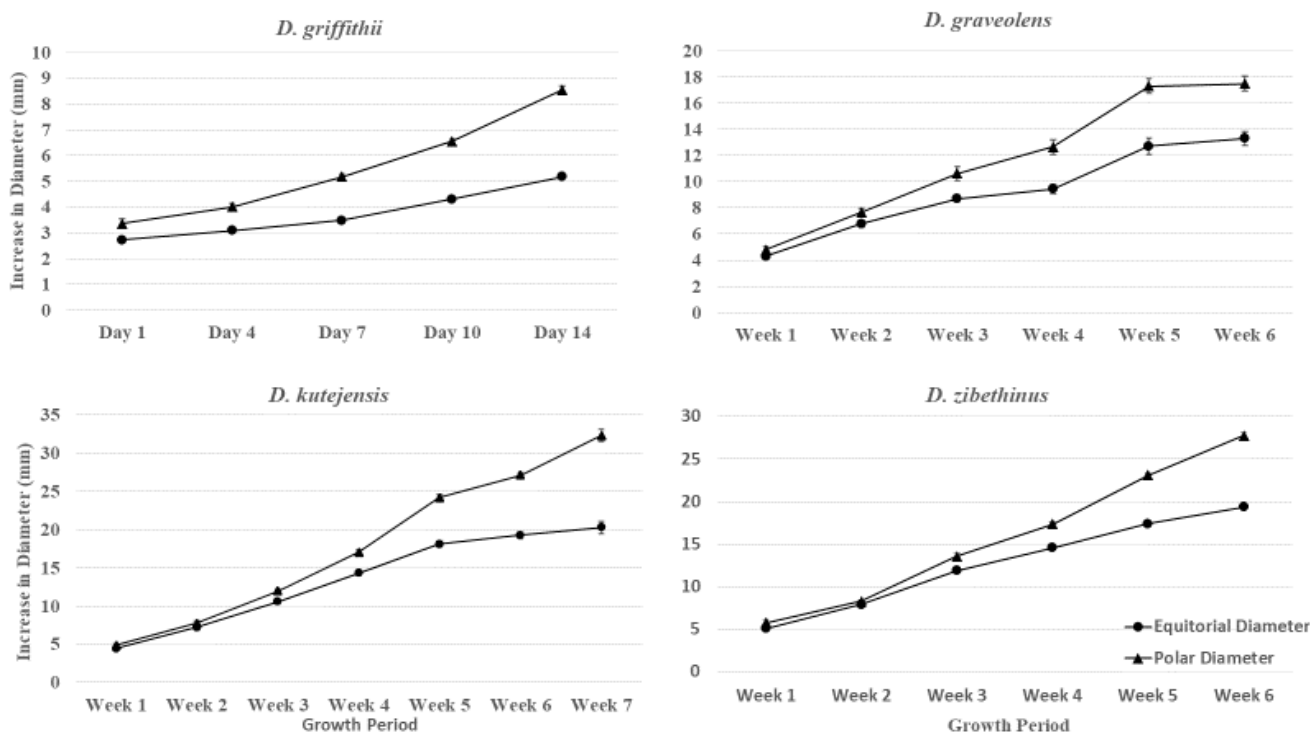 D. griffithii
Increase in Diameter (mm)
10
9
8
7
6
5
4
3
2
1
0
Day 1 Day 4 Day 7 Day 10 Day 14
D. graveolens
20
18
16
14
12
10
8
6
4
2
0
Week 1 Week 2 Week 3 Week 4 Week 5 Week 6
D. kutejensis
Increase in Diameter (mm)
35
30
25
20
15
10
5
0
Week 1 Week 2 Week 3 Week 4 Week 5 Week 6 Week 7
Growth Period
D. zibethinus
30
25
20
15
10
5
0
Equitorial Diameter
Polar Diameter
Week 1 Week 2 Week 3 Week 4 Week 5 Week 6
Growth Period